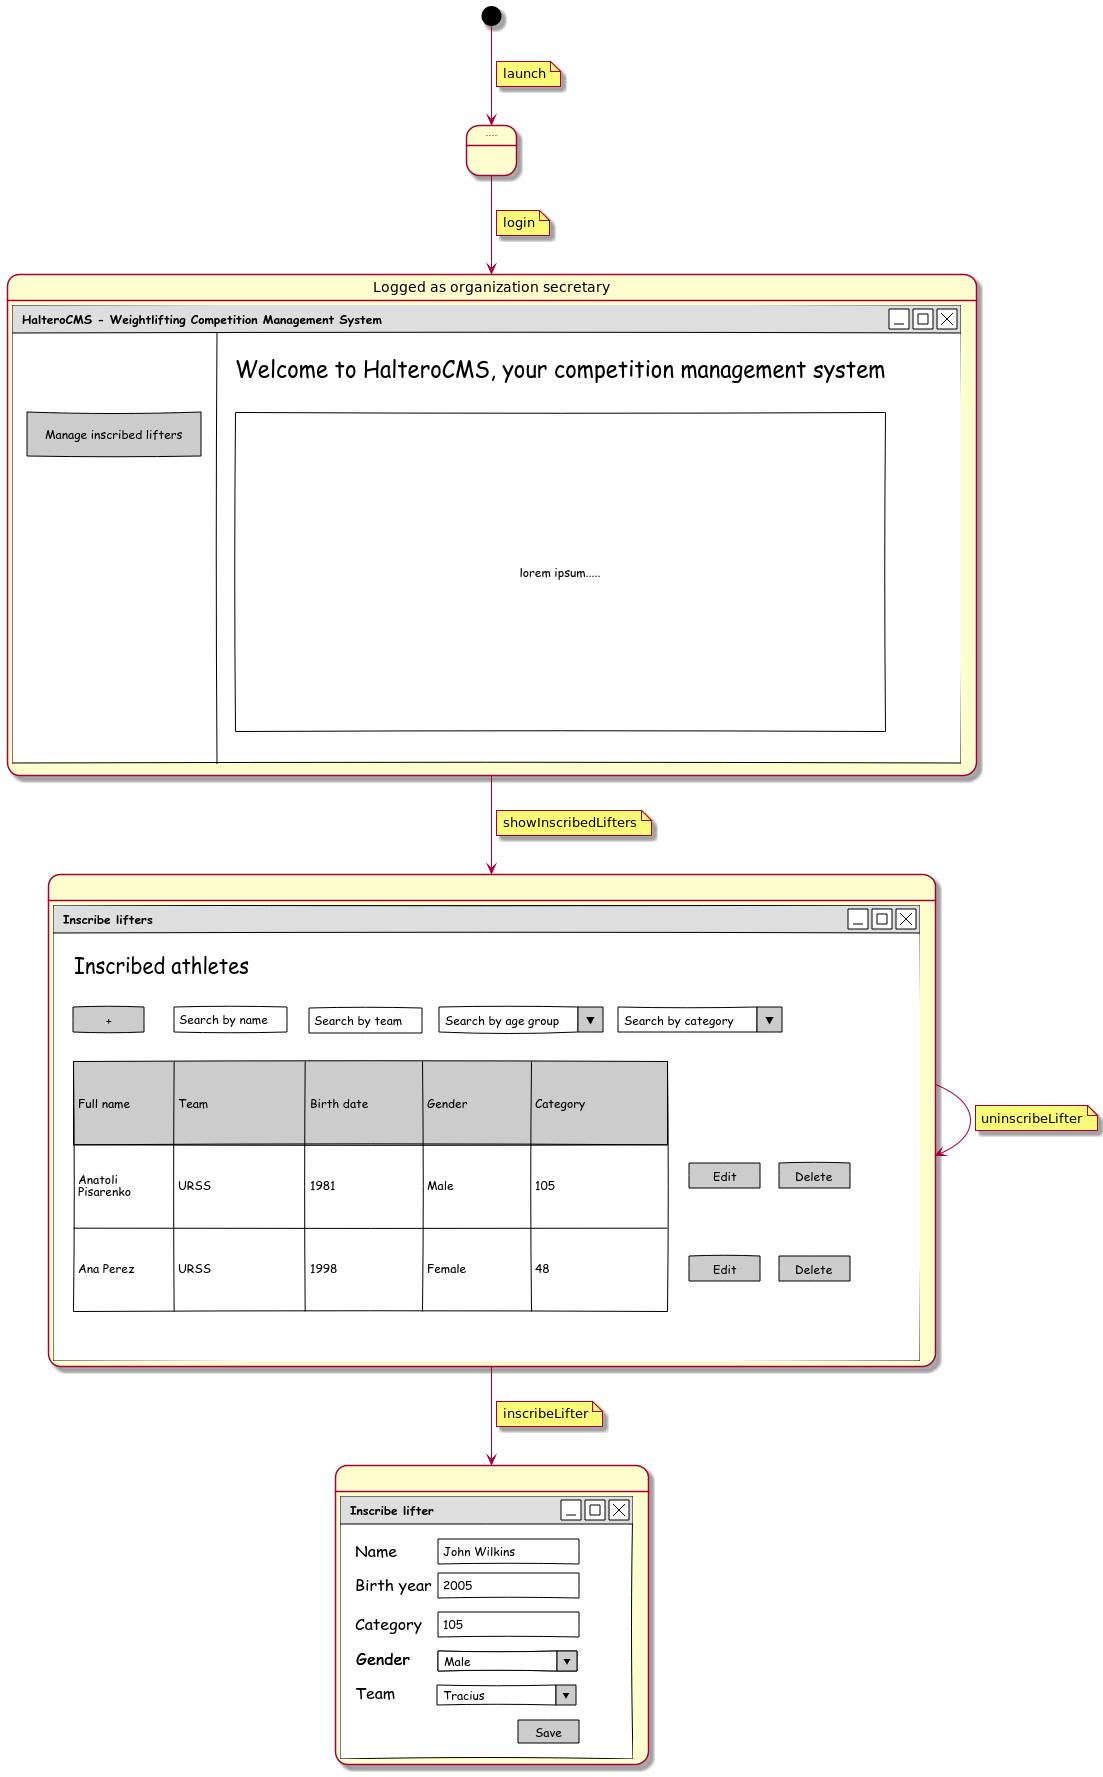 launch
....
login
Logged as organization secretary
HalteroCMS - Weightlifting Competition Management System
Welcome to HalteroCMS, your competition management system
Manage inscribed lifters
lorem ipsum.....
showInscribedLifters
Inscribe lifters
Inscribed athletes
+ Search by name Search by team Search by age group Search by category
Full name Team Birth date Gender Category
Anatoli
Pisarenko URSS 1981 Male 105 Edit Delete
Ana Perez URSS 1998 Female 48 Edit Delete
uninscribeLifter
inscribeLifter
Inscribe lifter
Name John Wilkins
Birth year 2005
Category 105
Gender Male
Team Tracius
Save